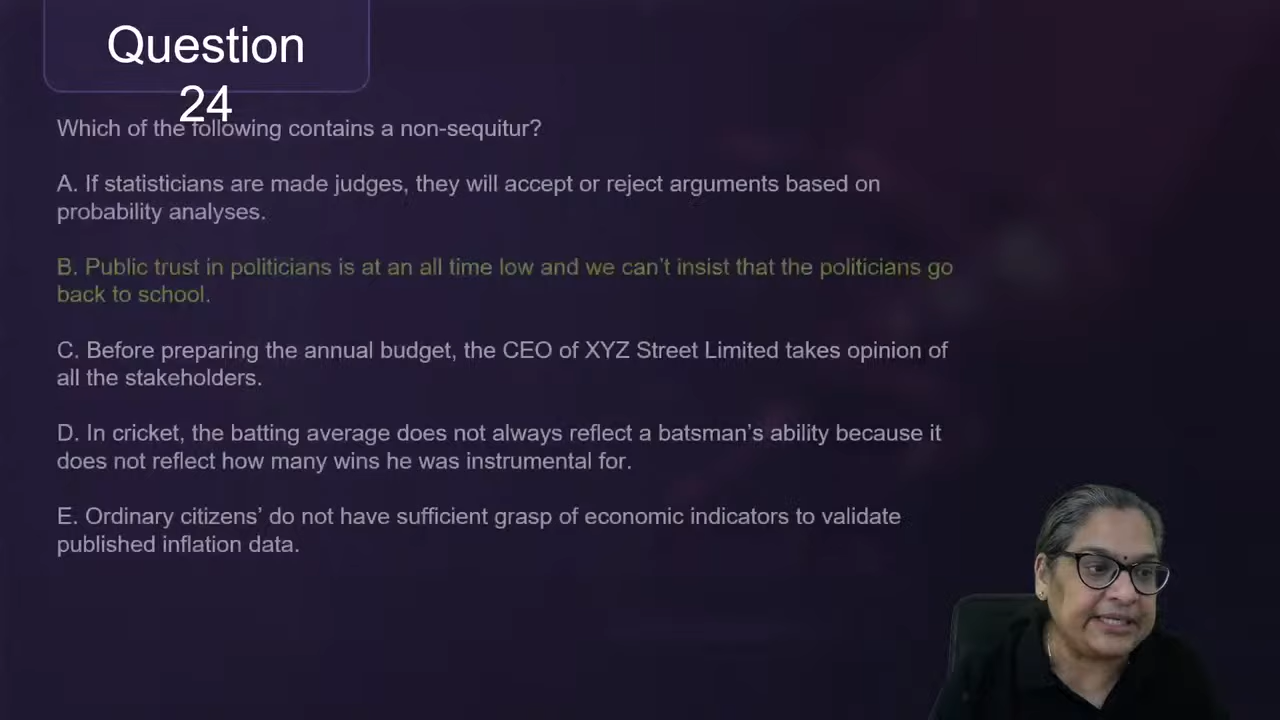 Question
24
Which of the following contains a non-sequitur?
A. If statisticians are made judges, they will accept or reject arguments based on
probability analyses.
B. Public trust in politicians is at an all time low and we can’t insist that the politicians go
back to school.
C. Before preparing the annual budget, the CEO of XYZ Street Limited takes opinion of
all the stakeholders.
D. In cricket, the batting average does not always reflect a batsman’s ability because it
does not reflect how many wins he was instrumental for.
E. Ordinary citizens’ do not have sufficient grasp of economic indicators to validate
published inflation data.